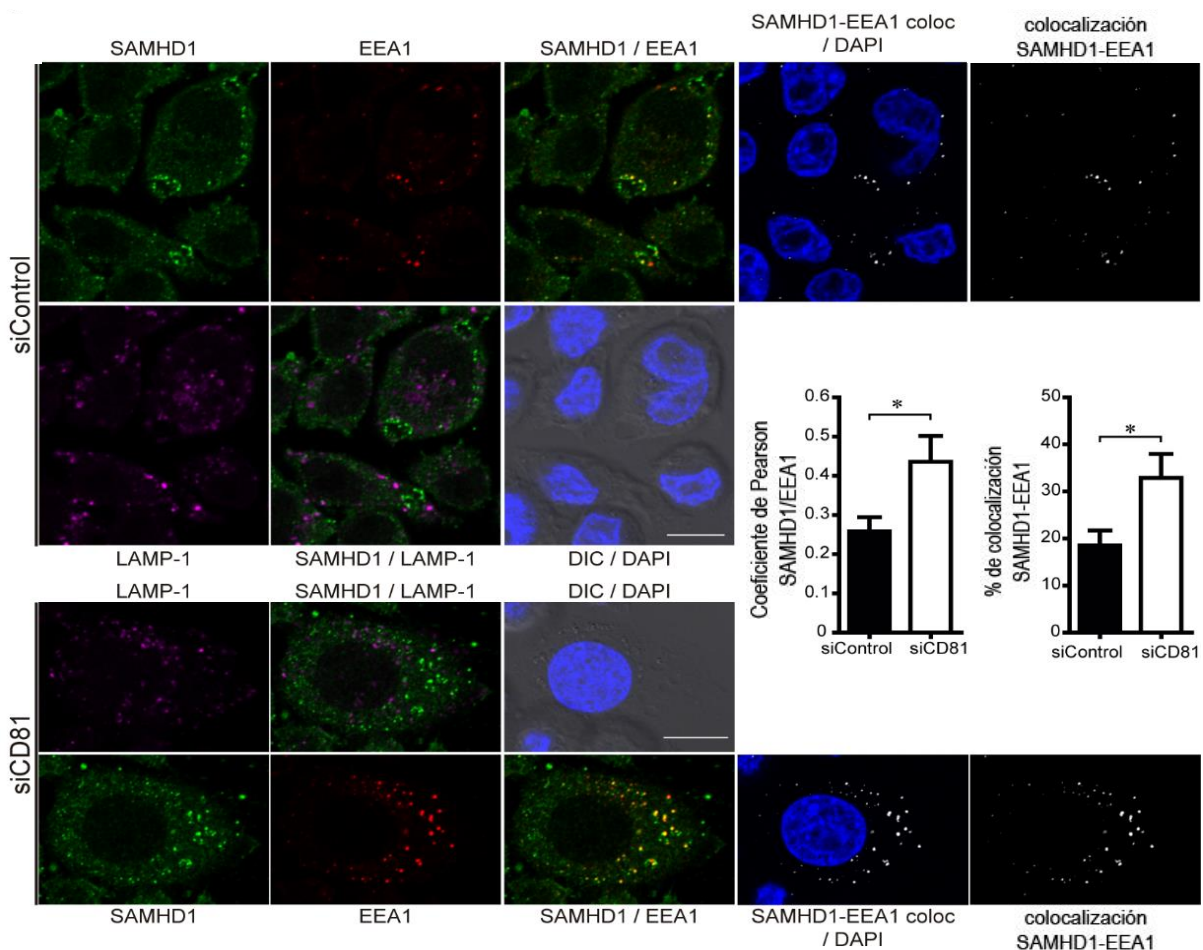 SAMHD1
EEA1
SAMHD1 / EEA1
SAMHD1-EEA1 coloc
/ DAPI
colocalización
SAMHD1-EEA1
siControl
LAMP-1
SAMHD1 / LAMP-1
DIC / DAPI
Coeficiente de Pearson
SAMHD1/EEA1
0.6
0.5
0.4
0.3
0.2
0.1
0
*
siControl
siCD81
% de colocalización
SAMHD1-EEA1
50
40
30
20
10
0
*
siControl
siCD81
siCD81
LAMP-1
SAMHD1 / LAMP-1
DIC / DAPI
SAMHD1
EEA1
SAMHD1 / EEA1
SAMHD1-EEA1 coloc
/ DAPI
colocalización
SAMHD1-EEA1